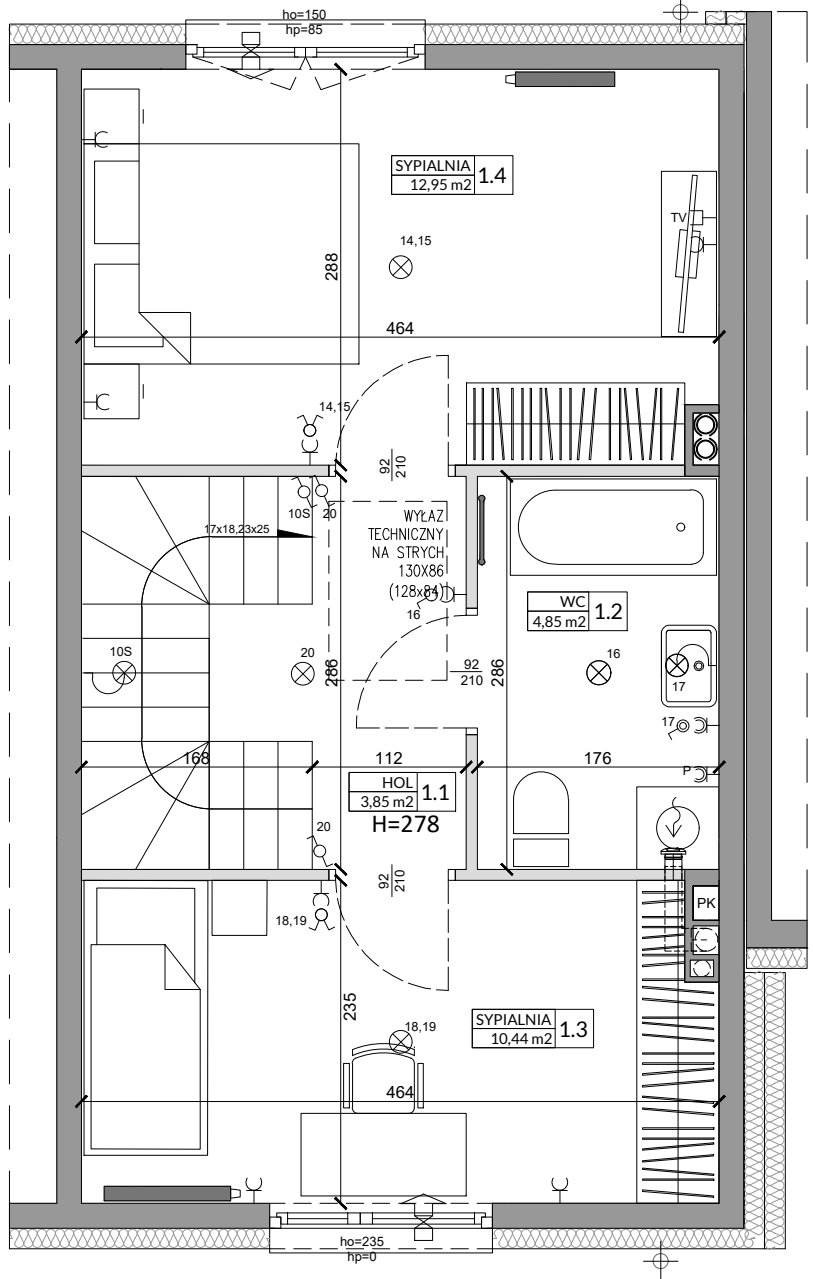 ho=150
hp=85
SYPIALNIA
12,95 m2
1.4
TV
14,15
288
464
14,15
92
210
10S
20
17x18,23x25
WYŁAZ
TECHNICZNY
NA STRYCH
130X86
(128x84)
16
WC
4,85 m2
1.2
10S
20
286
92
210
286
16
17
17
168
112
176
P
HOL
3,85 m2
1.1
H=278
20
92
210
PK
18,19
235
SYPIALNIA
10,44 m2
1.3
18,19
464
ho=235
hp=0